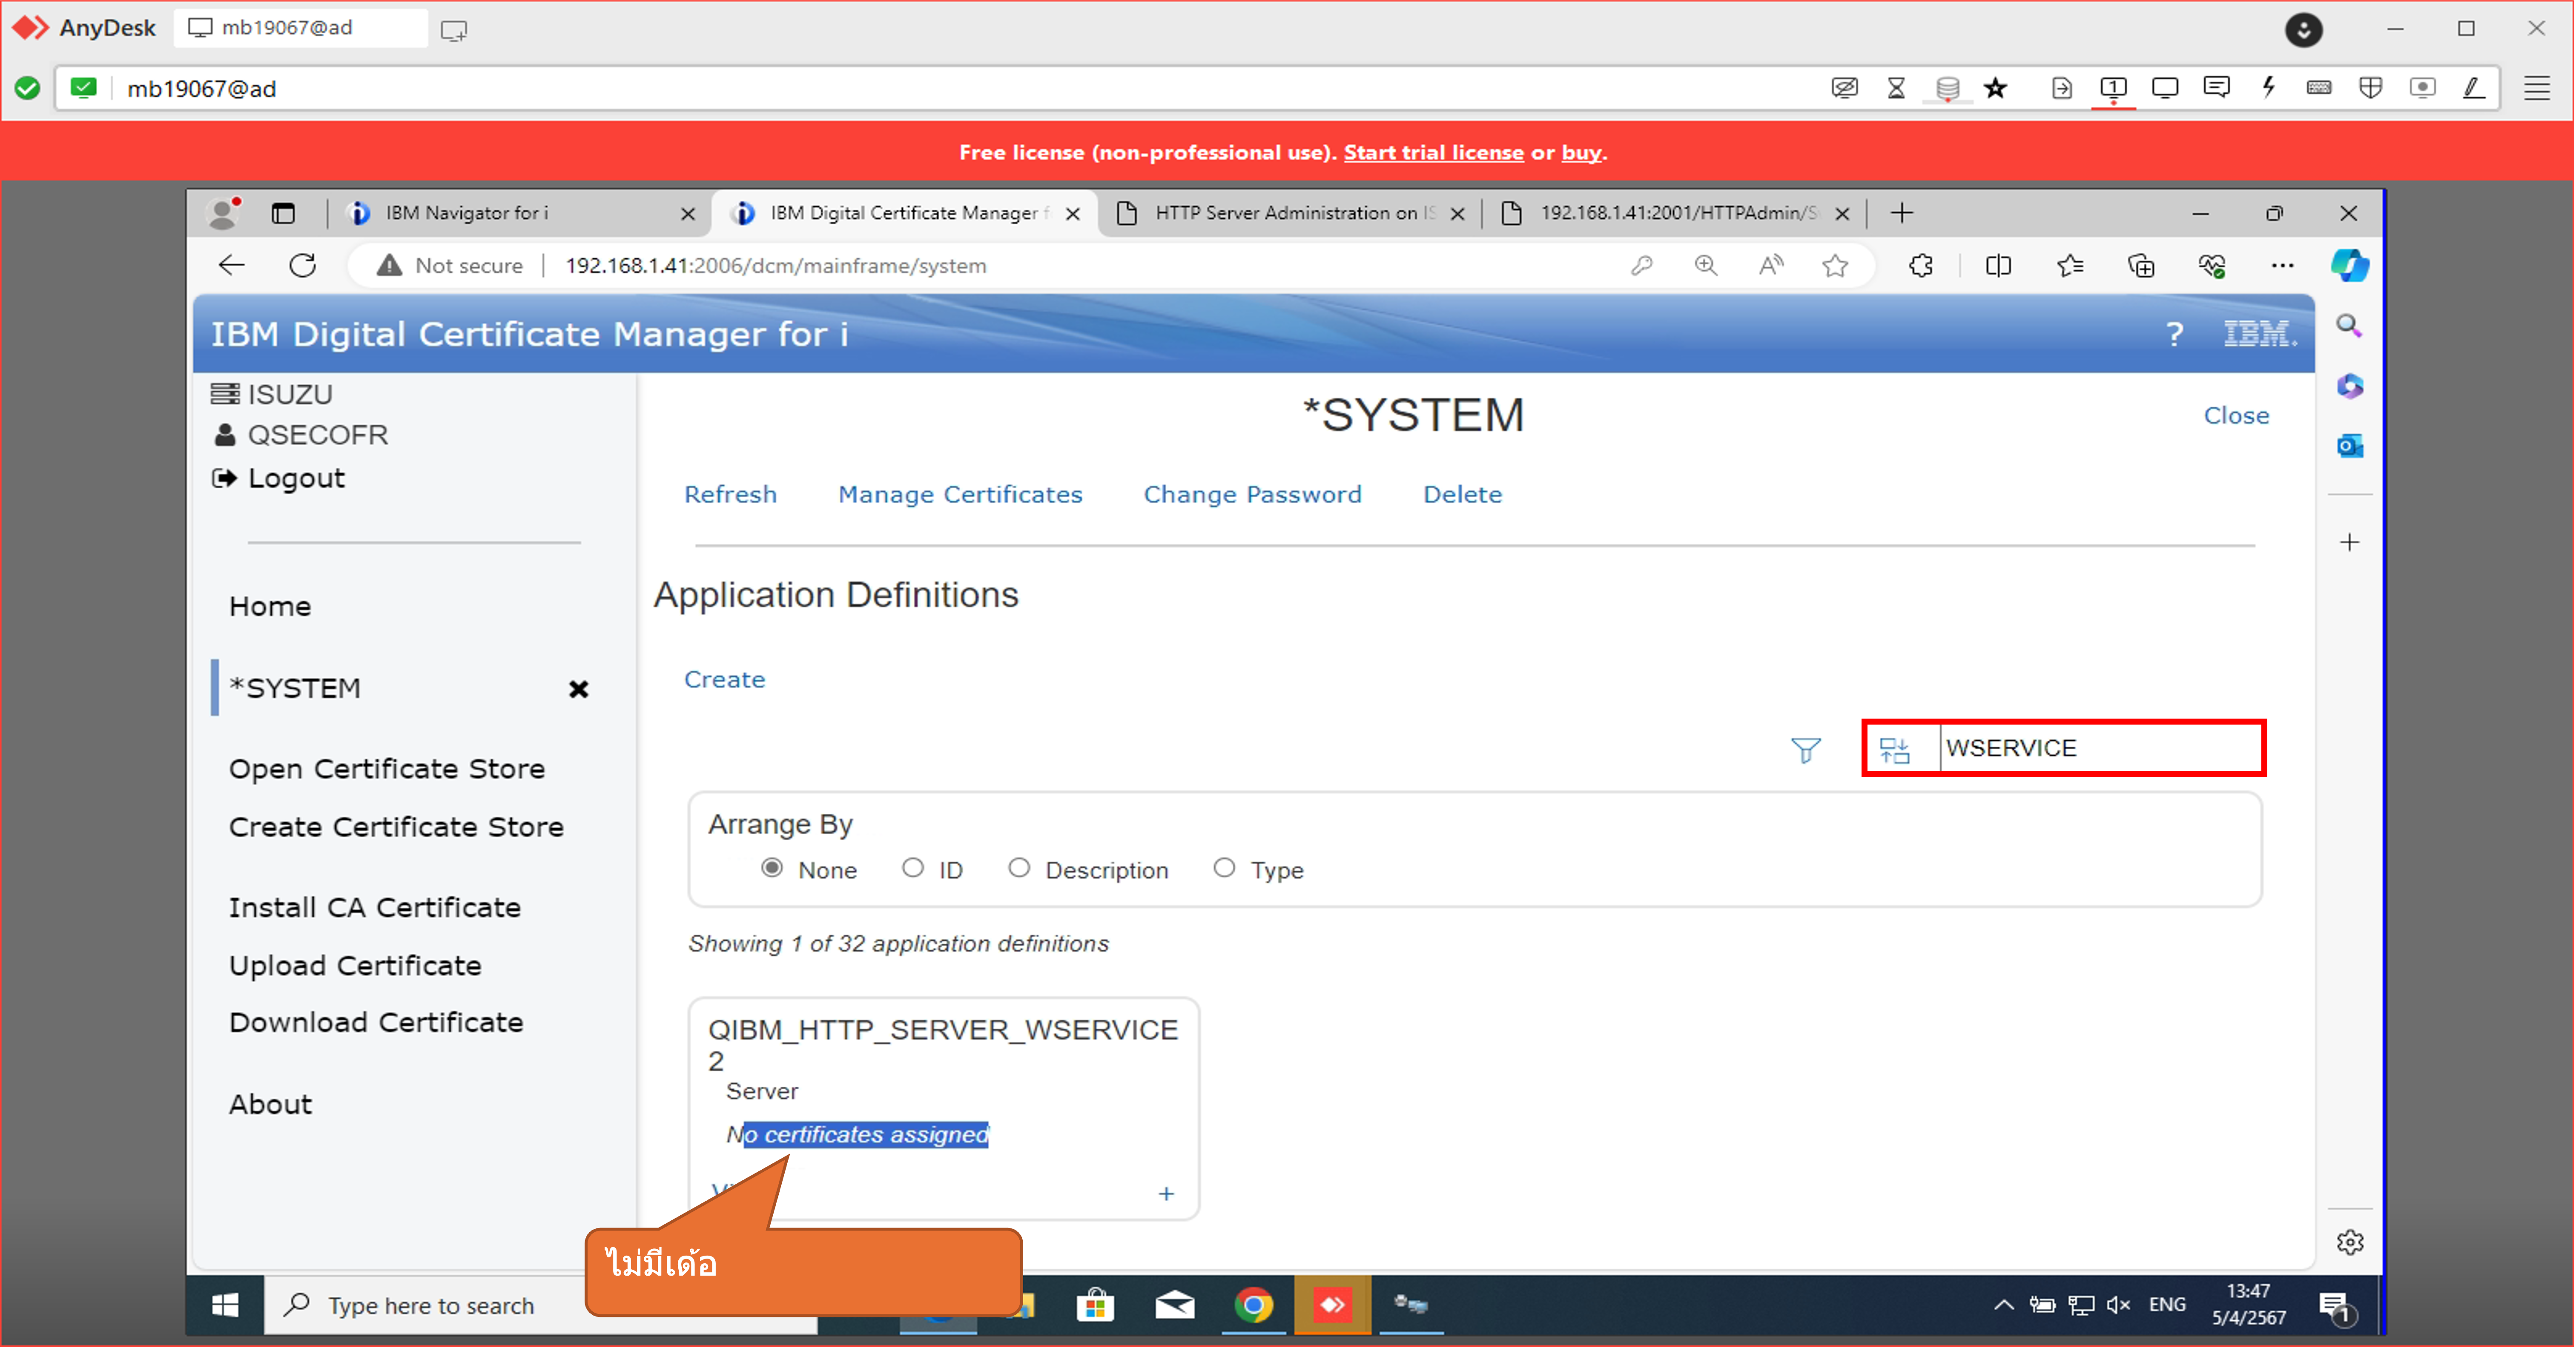 AnyDesk
mb19067@ad
mb19067@ad
1
Free license (non-professional use). Start trial license or buy.
IBM Navigator for i
IBM Digital Certificate Manager f
HTTP Server Administration on IS
192.168.1.41:2001/HTTPAdmin/S
Not secure
192.168.1.41:2006/dcm/mainframe/system
IBM Digital Certificate Manager for i
?
IBM.
ISUZU
QSECOFR
Logout
Home
*SYSTEM
Open Certificate Store
Create Certificate Store
Install CA Certificate
Upload Certificate
Download Certificate
About
*SYSTEM
Close
Refresh
Manage Certificates
Change Password
Delete
Application Definitions
Create
WSERVICE
Arrange By
None
ID
Description
Type
Showing 1 of 32 application definitions
QIBM_HTTP_SERVER_WSERVICE
2
Server
No certificates assigned
+
ไม่มีเด้อ
Type here to search
ENG
13:47
5/4/2567
1